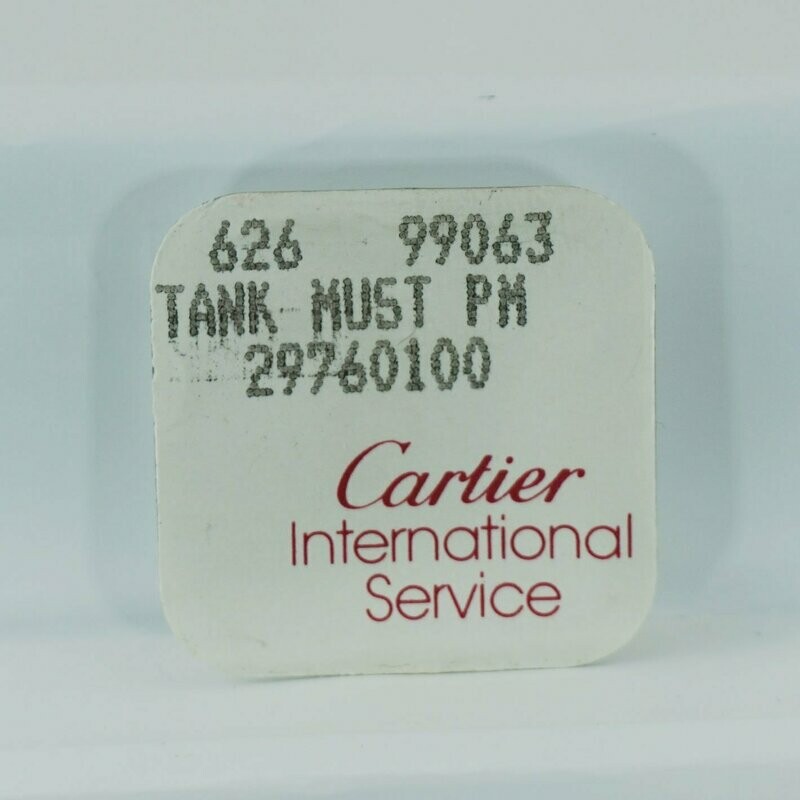 626 99063
TANK MUST PM
29760100
Cartier
International
Service